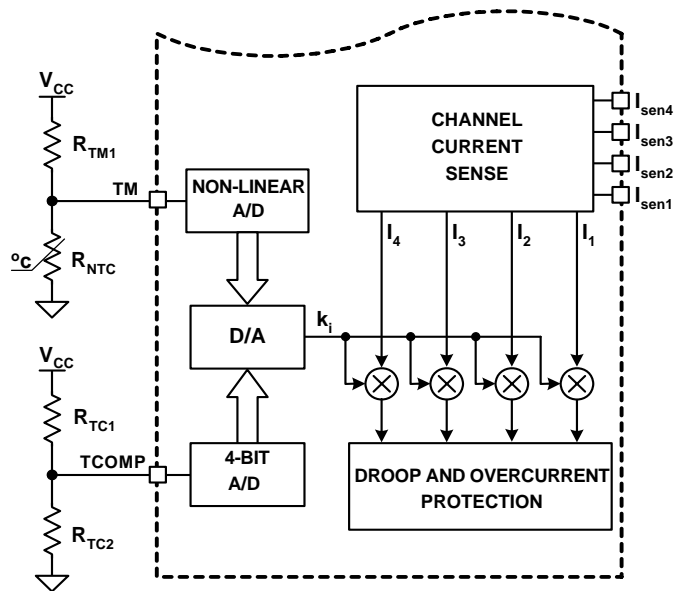 V_CC
R_TM1
TM
°c
R_NTC
V_CC
R_TC1
TCOMP
R_TC2
NON-LINEAR
A/D
D/A
4-BIT
A/D
k_i
CHANNEL
CURRENT
SENSE
I_sen4
I_sen3
I_sen2
I_sen1
I_4
I_3
I_2
I_1
DROOP AND OVERCURRENT
PROTECTION